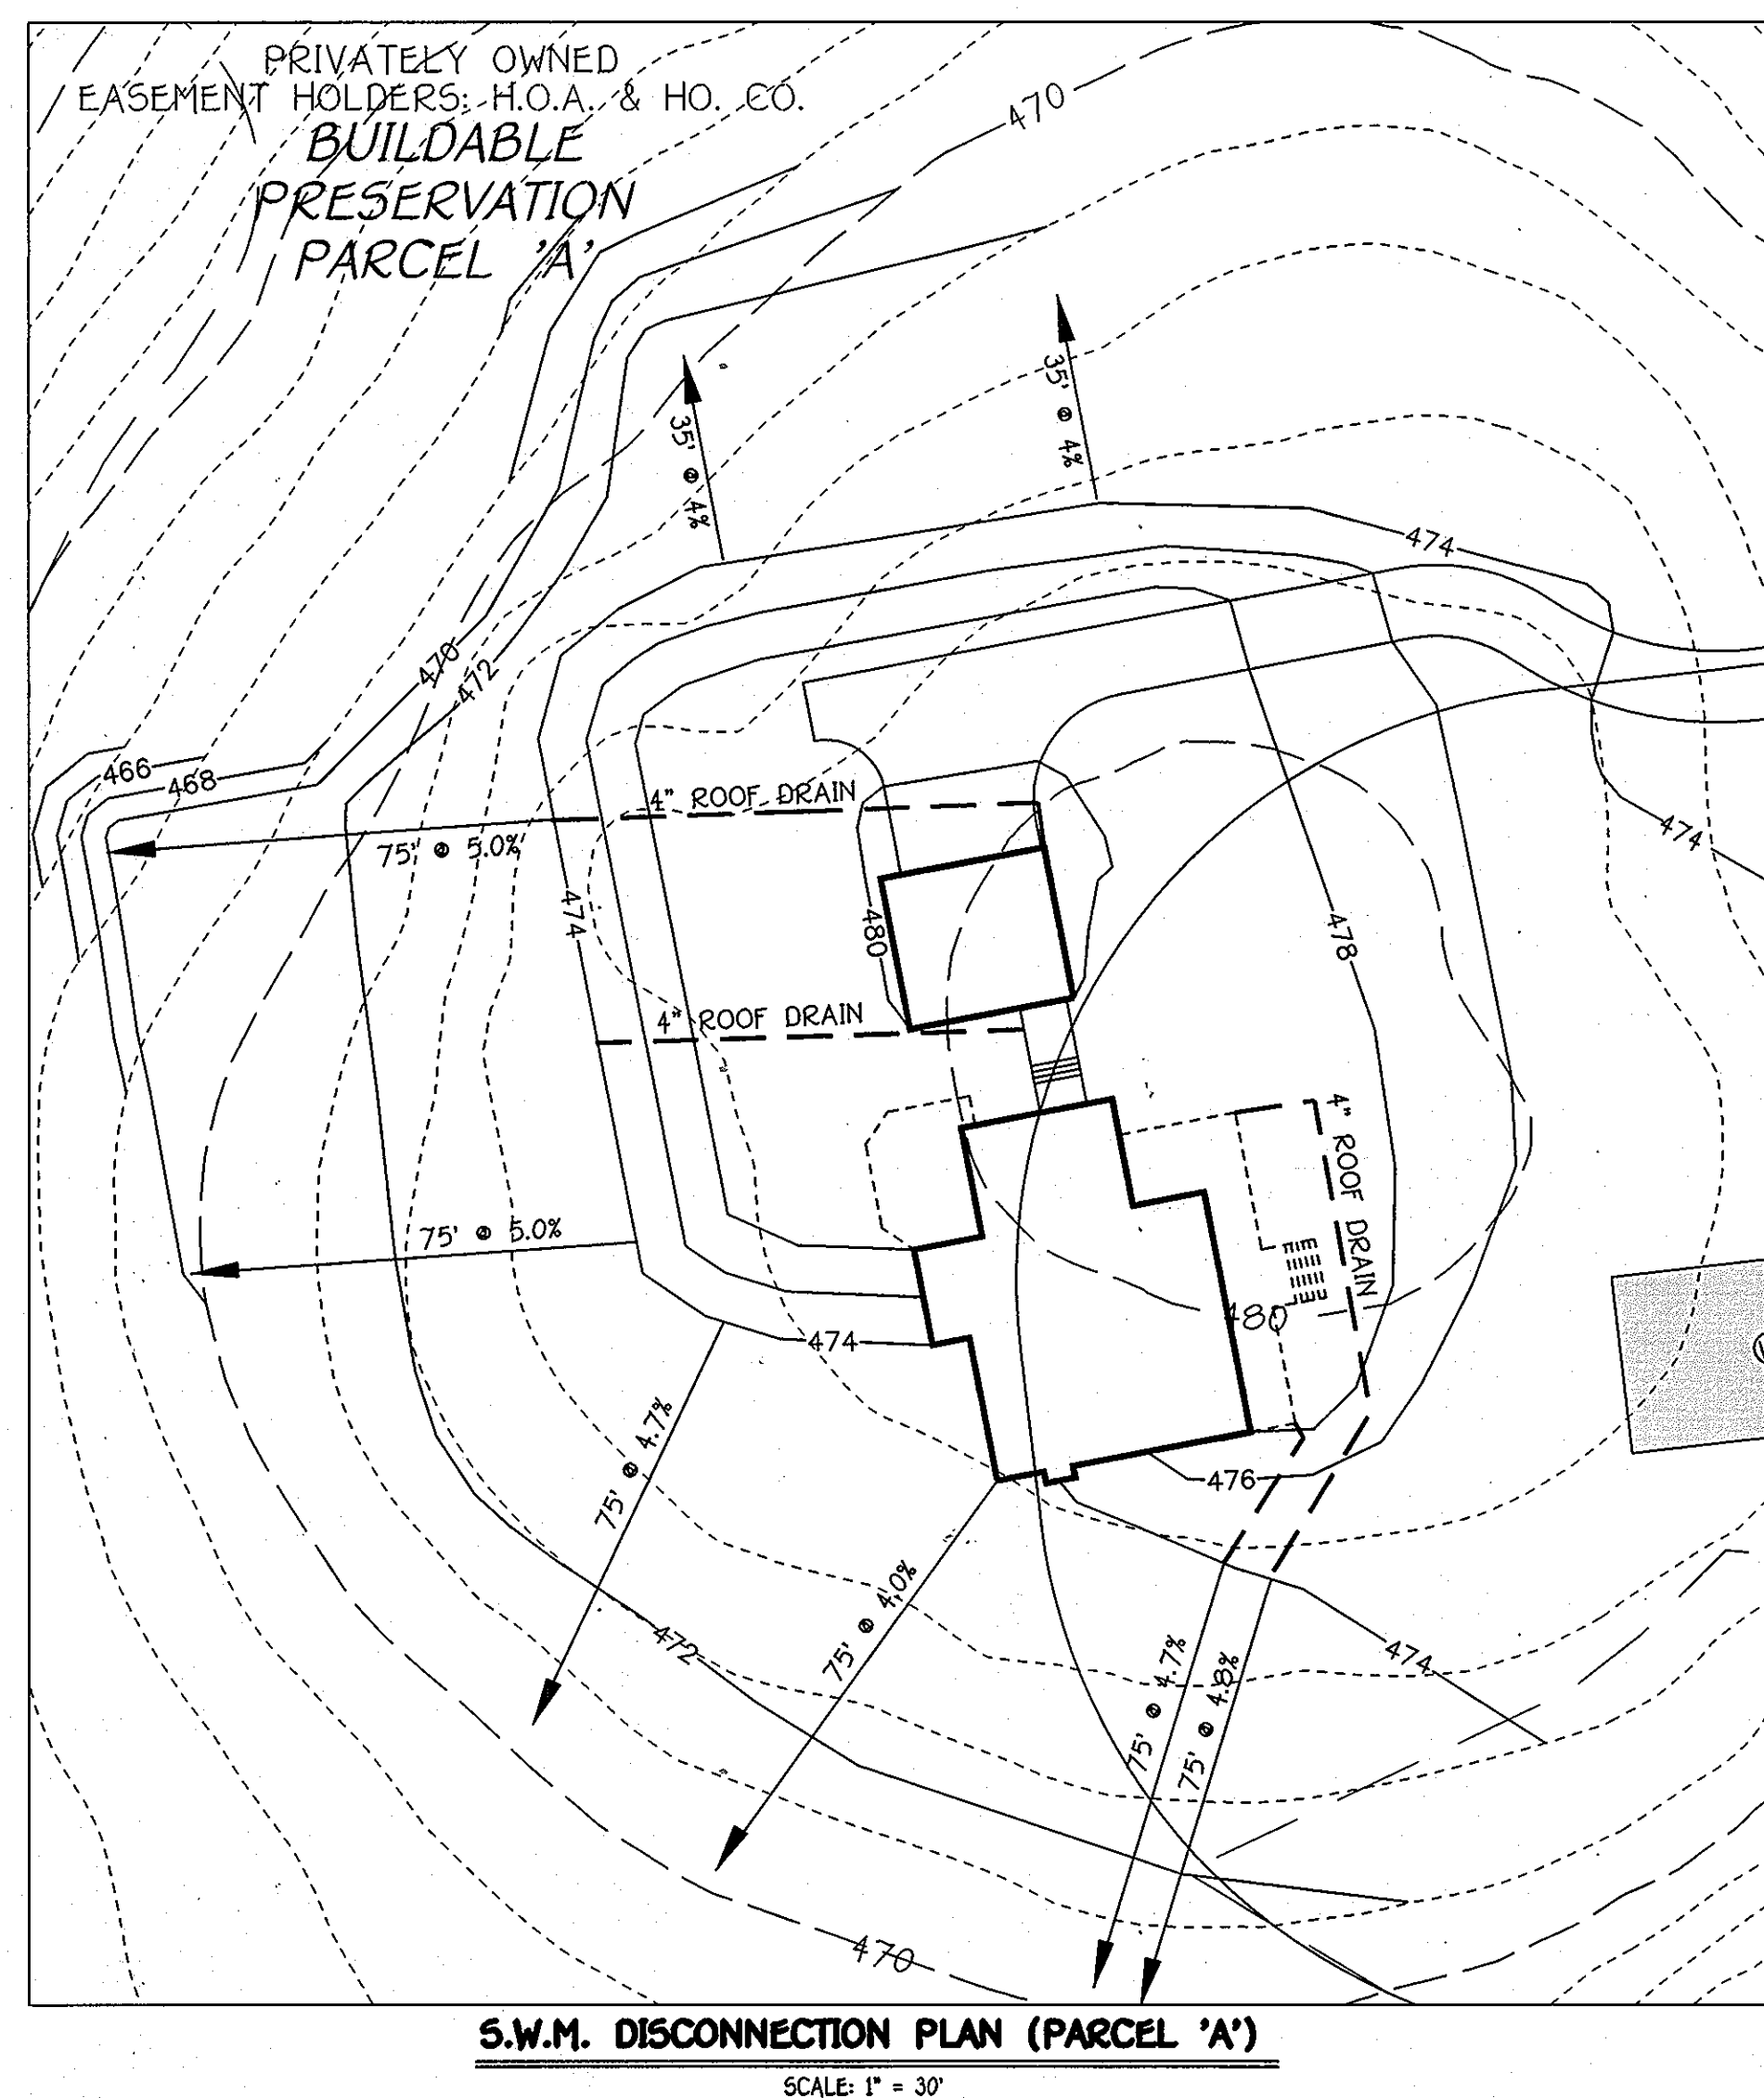 PRIVATELY OWNED
EASEMENT HOLDERS: H.O.A. & HO. CO.
BUILDABLE
PRESERVATION
PARCEL 'A'
470
35' @ 4%
35' @ 4%
474
470
472
466
468
4" ROOF DRAIN
75' @ 5.0%
474
474
480
478
4" ROOF DRAIN
4" ROOF DRAIN
75' @ 5.0%
480
474
75' @ 4.7%
476
75' @ 4.0%
472
474
75' @ 4.7%
75' @ 4.8%
470
S.W.M. DISCONNECTION PLAN (PARCEL 'A')
SCALE: 1" = 30'